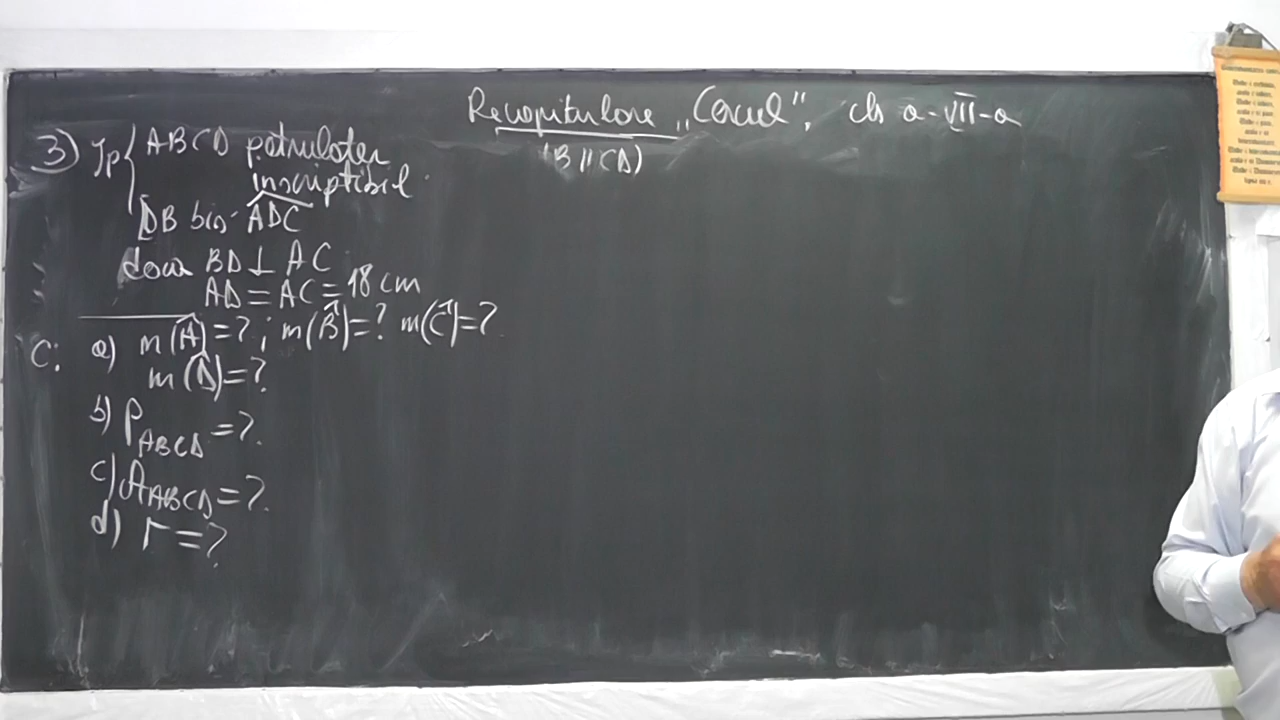 Recapitulare „Cercul”, cls a-VII-a
(B || CD)
3) Ip { ABCD patrulater
inscriptibil
[DB bis. ADC
daca BD ⊥ AC
AD = AC = 18 cm
C: a) m(Â)=? ; m(B̂)=? m(Ĉ)=?
m(D̂)=?
b) P_ABCD = ?
c) A_ABCD = ?
d) r = ?